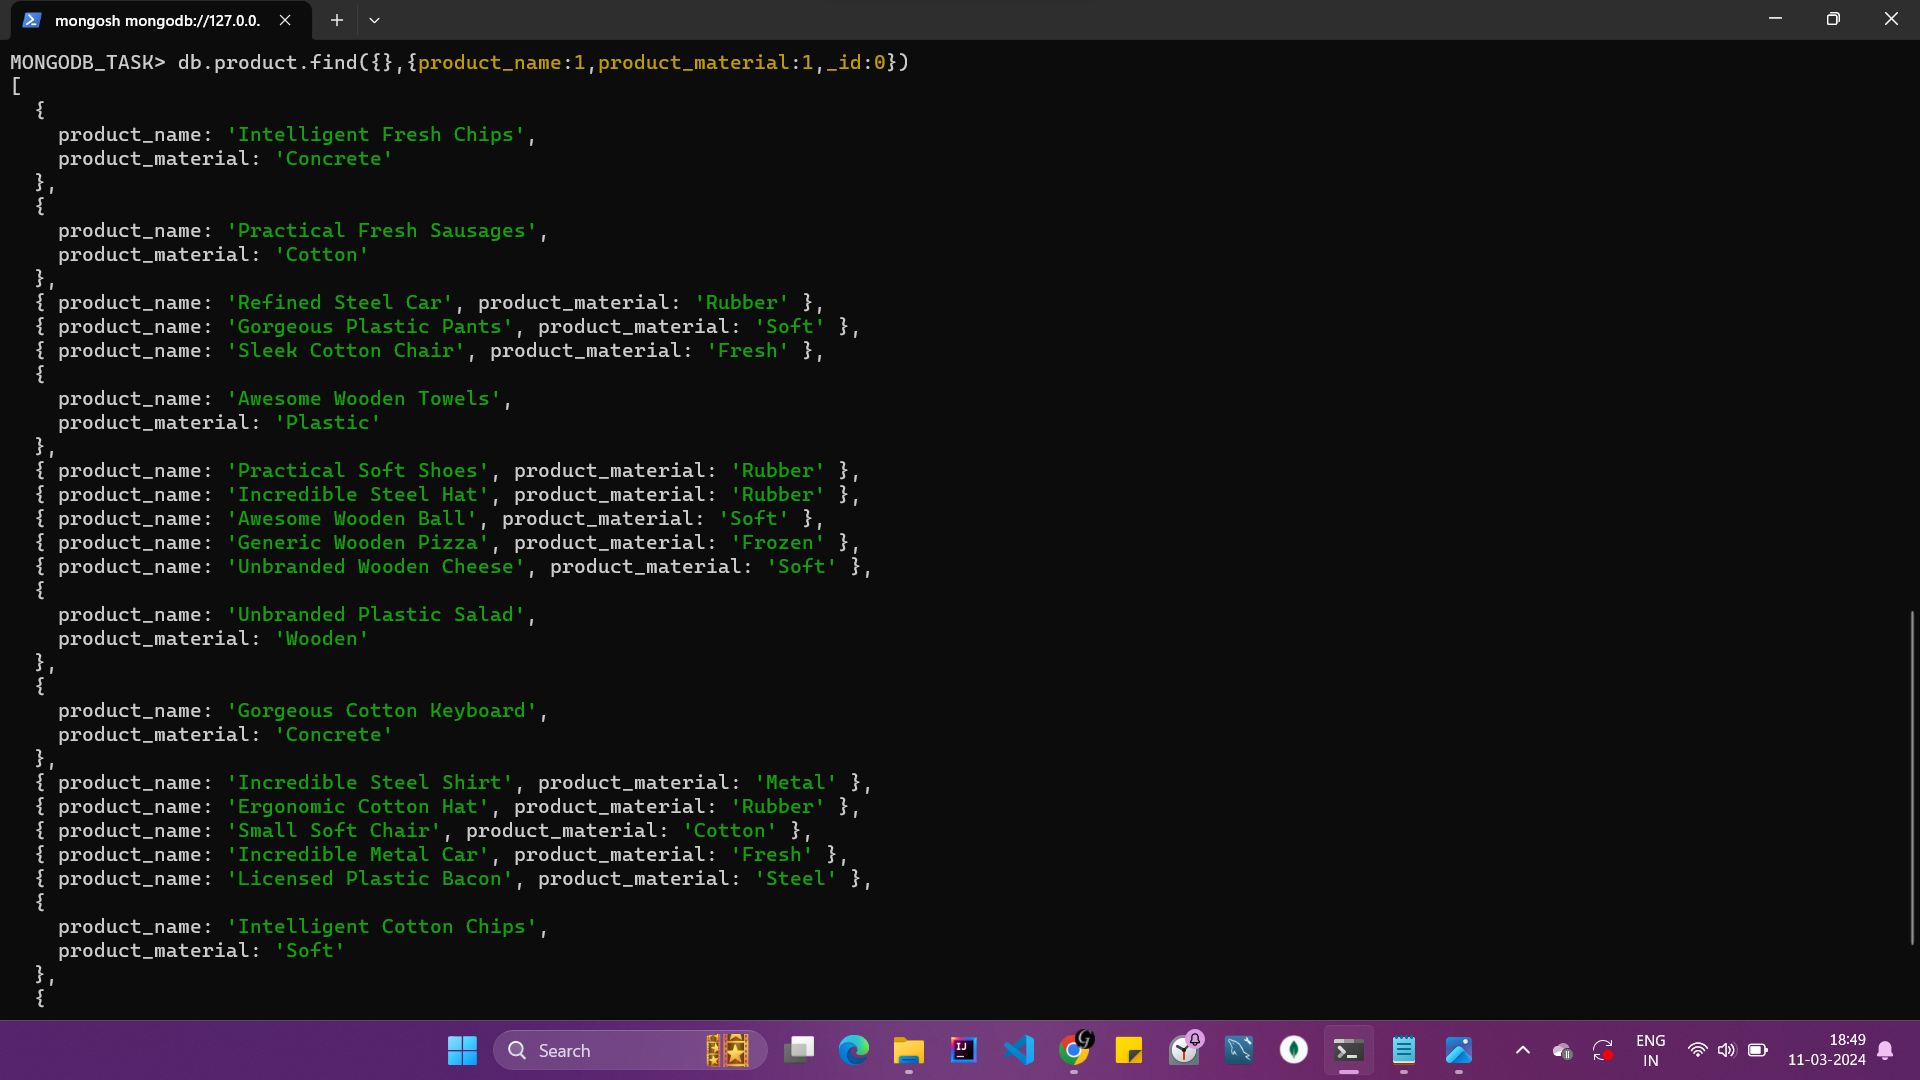 mongosh mongodb://127.0.0.
MONGODB_TASK> db.product.find({},{product_name:1,product_material:1,_id:0})
[
  {
    product_name: 'Intelligent Fresh Chips',
    product_material: 'Concrete'
  },
  {
    product_name: 'Practical Fresh Sausages',
    product_material: 'Cotton'
  },
  { product_name: 'Refined Steel Car', product_material: 'Rubber' },
  { product_name: 'Gorgeous Plastic Pants', product_material: 'Soft' },
  { product_name: 'Sleek Cotton Chair', product_material: 'Fresh' },
  {
    product_name: 'Awesome Wooden Towels',
    product_material: 'Plastic'
  },
  { product_name: 'Practical Soft Shoes', product_material: 'Rubber' },
  { product_name: 'Incredible Steel Hat', product_material: 'Rubber' },
  { product_name: 'Awesome Wooden Ball', product_material: 'Soft' },
  { product_name: 'Generic Wooden Pizza', product_material: 'Frozen' },
  { product_name: 'Unbranded Wooden Cheese', product_material: 'Soft' },
  {
    product_name: 'Unbranded Plastic Salad',
    product_material: 'Wooden'
  },
  {
    product_name: 'Gorgeous Cotton Keyboard',
    product_material: 'Concrete'
  },
  { product_name: 'Incredible Steel Shirt', product_material: 'Metal' },
  { product_name: 'Ergonomic Cotton Hat', product_material: 'Rubber' },
  { product_name: 'Small Soft Chair', product_material: 'Cotton' },
  { product_name: 'Incredible Metal Car', product_material: 'Fresh' },
  { product_name: 'Licensed Plastic Bacon', product_material: 'Steel' },
  {
    product_name: 'Intelligent Cotton Chips',
    product_material: 'Soft'
  },
  {
Search
IJ
G
ENG
IN
18:49
11-03-2024